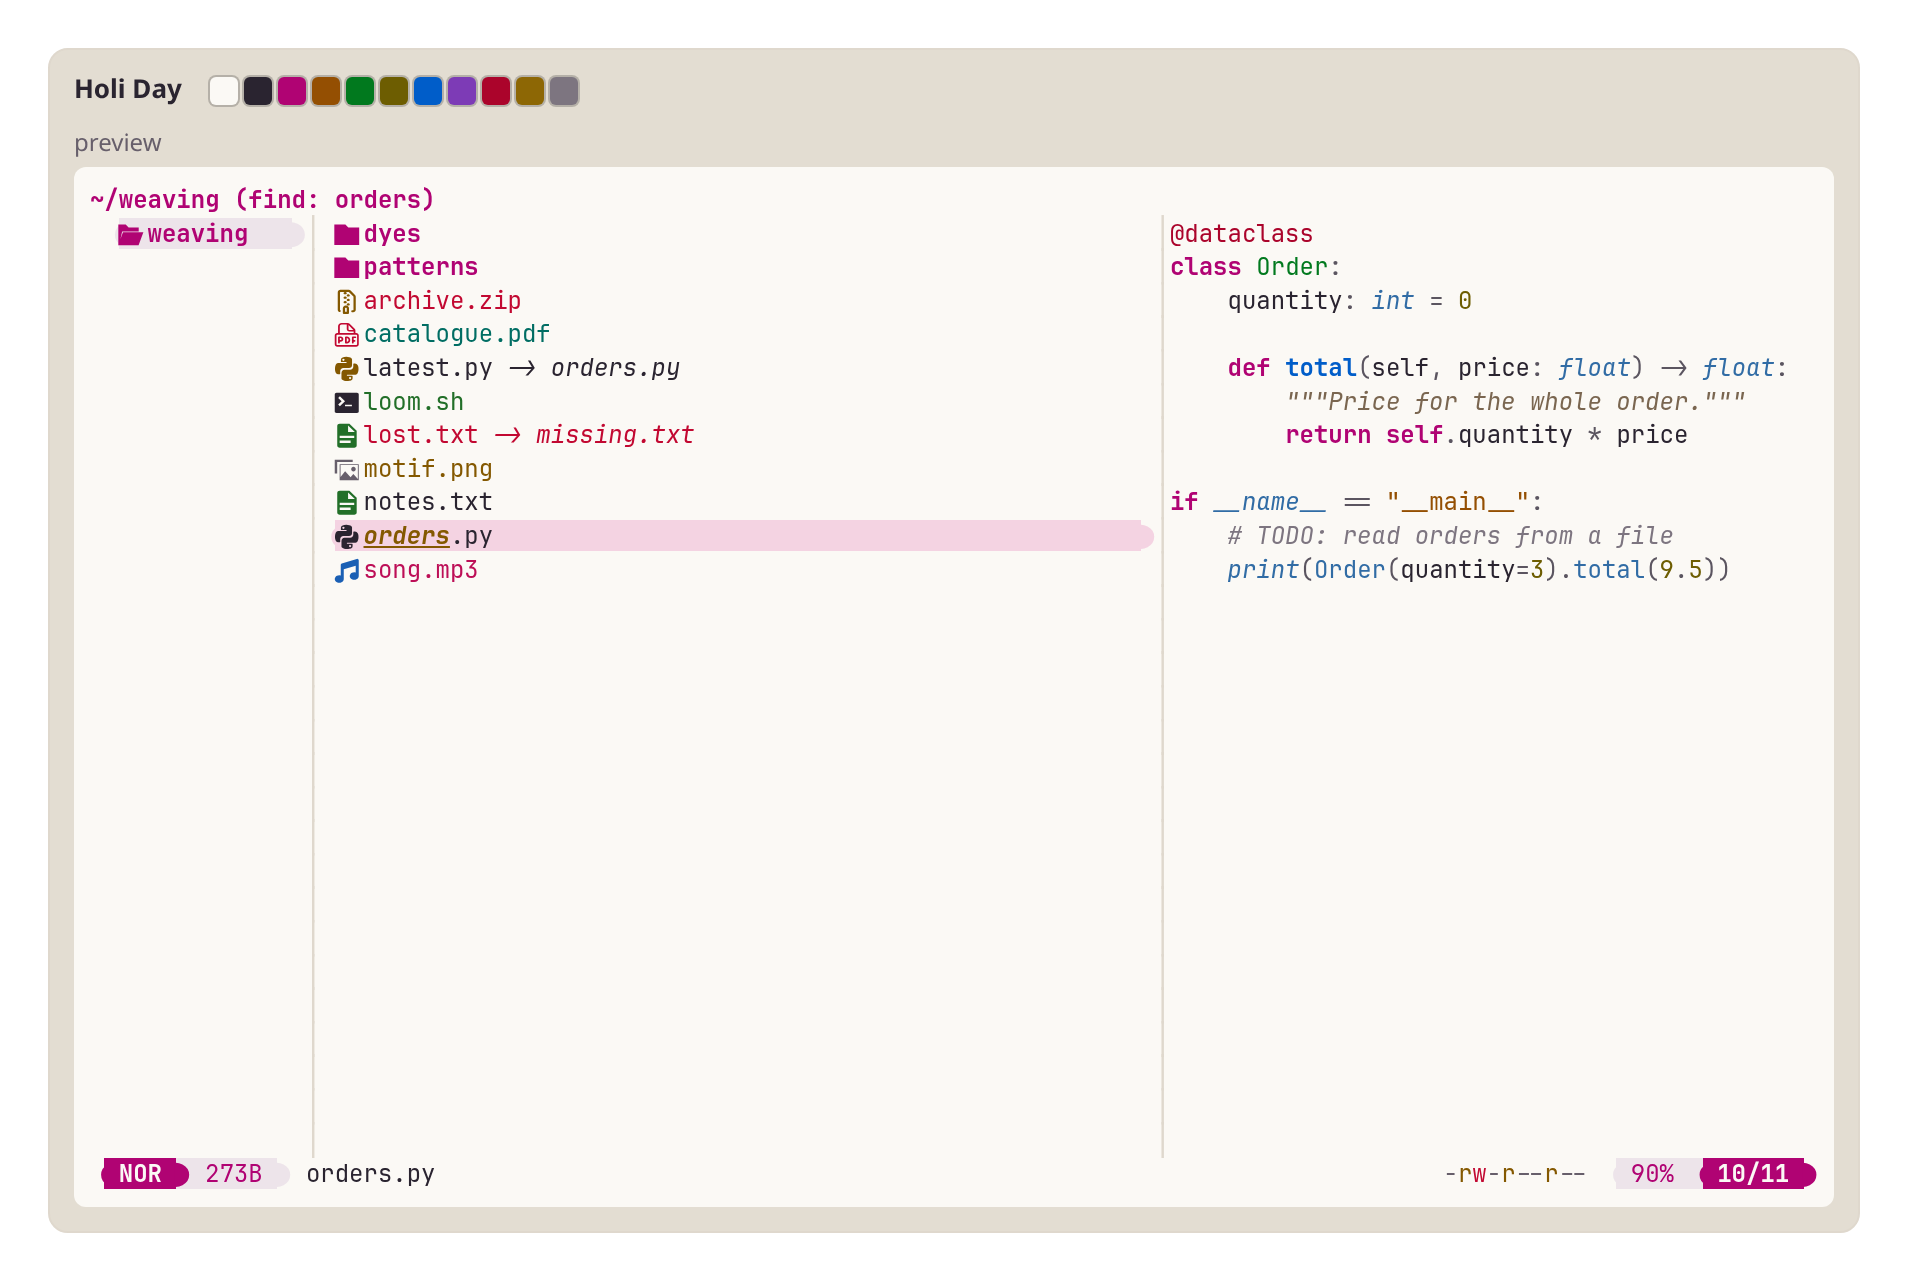 Holi Day
preview
~/weaving (find: orders)
weaving
dyes
patterns
archive.zip
catalogue.pdf
latest.py -> orders.py
loom.sh
lost.txt -> missing.txt
motif.png
notes.txt
orders.py
song.mp3
@dataclass
class Order:
    quantity: int = 0
    def total(self, price: float) -> float:
        """Price for the whole order."""
        return self.quantity * price
if __name__ == "__main__":
    # TODO: read orders from a file
    print(Order(quantity=3).total(9.5))
NOR 273B orders.py -rw-r--r-- 90% 10/11